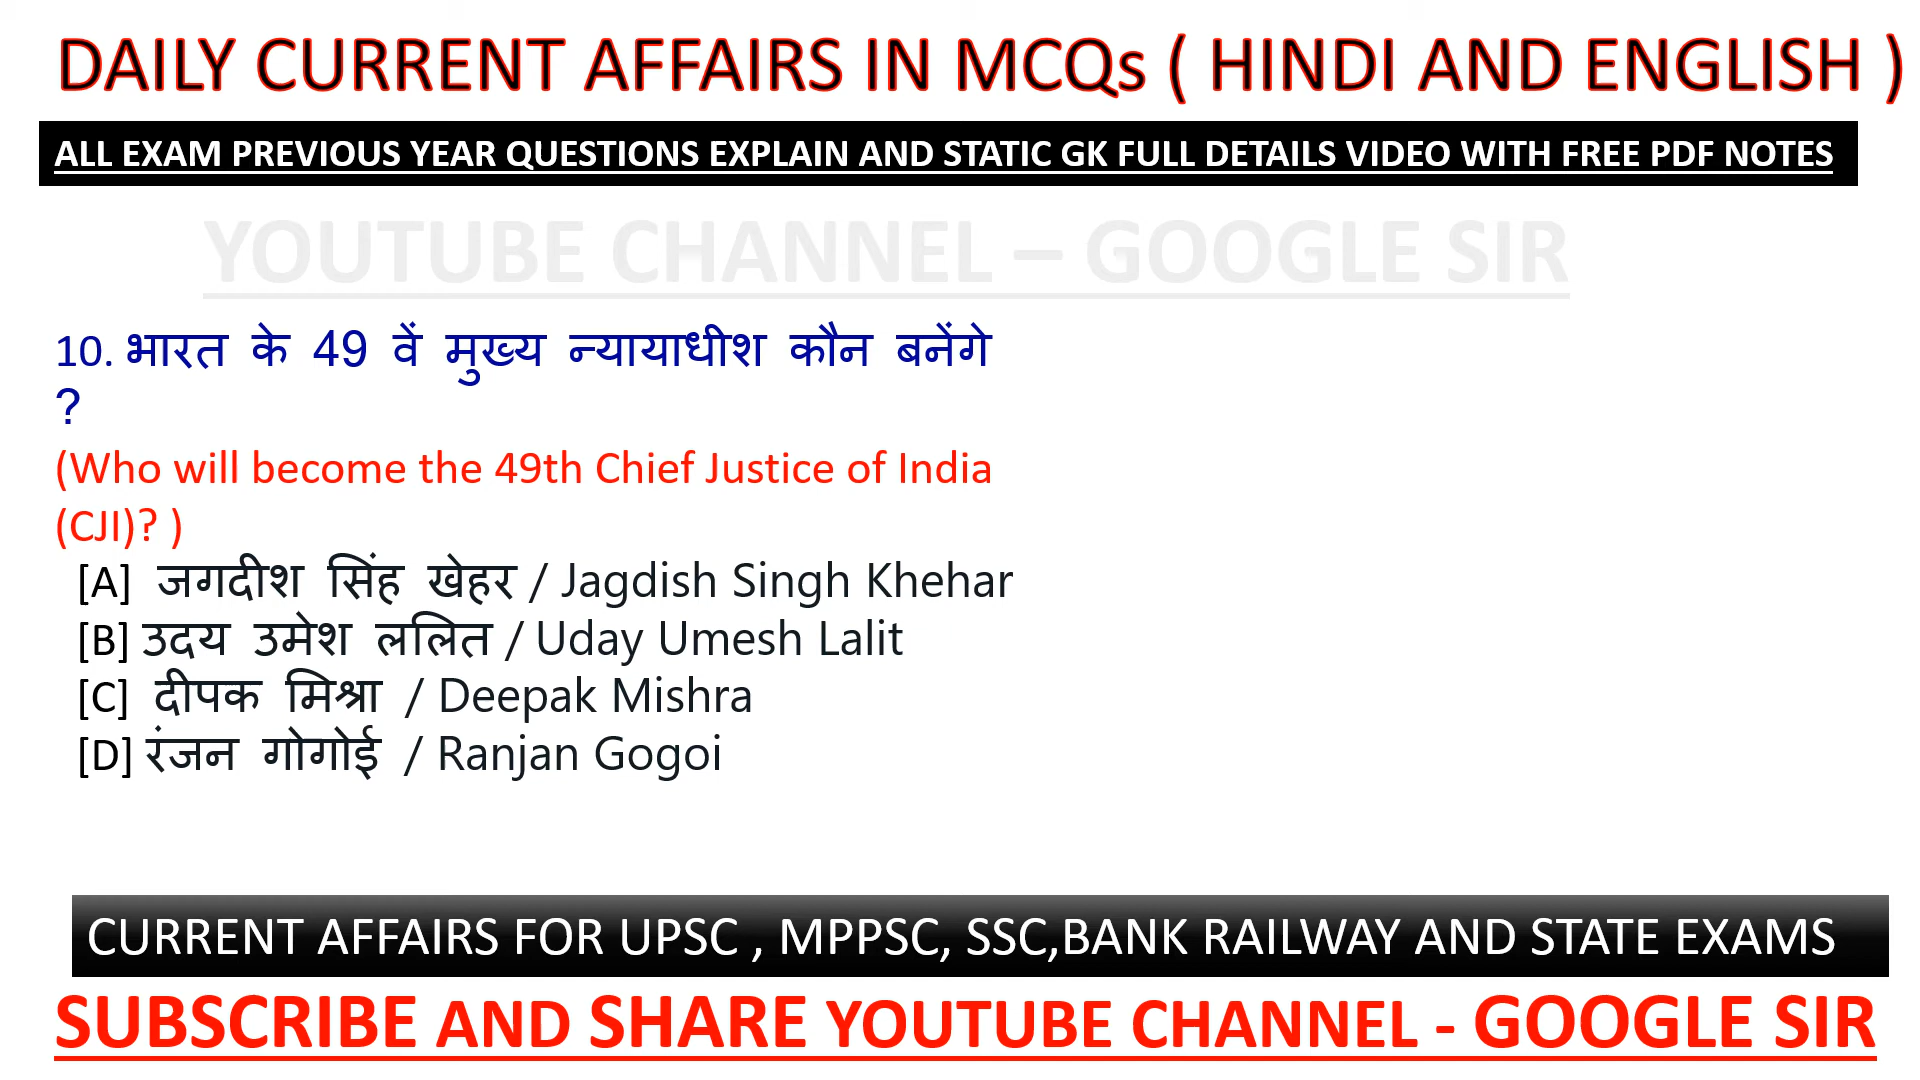 DAILY CURRENT AFFAIRS IN MCQs ( HINDI AND ENGLISH )
ALL EXAM PREVIOUS YEAR QUESTIONS EXPLAIN AND STATIC GK FULL DETAILS VIDEO WITH FREE PDF NOTES
YOUTUBE CHANNEL – GOOGLE SIR
10. भारत के 49 वें मुख्य न्यायाधीश कौन बनेंगे
?
(Who will become the 49th Chief Justice of India
(CJI)? )
[A] जगदीश सिंह खेहर / Jagdish Singh Khehar
[B] उदय उमेश ललित / Uday Umesh Lalit
[C] दीपक मिश्रा / Deepak Mishra
[D] रंजन गोगोई / Ranjan Gogoi
CURRENT AFFAIRS FOR UPSC , MPPSC, SSC,BANK RAILWAY AND STATE EXAMS
SUBSCRIBE AND SHARE YOUTUBE CHANNEL - GOOGLE SIR